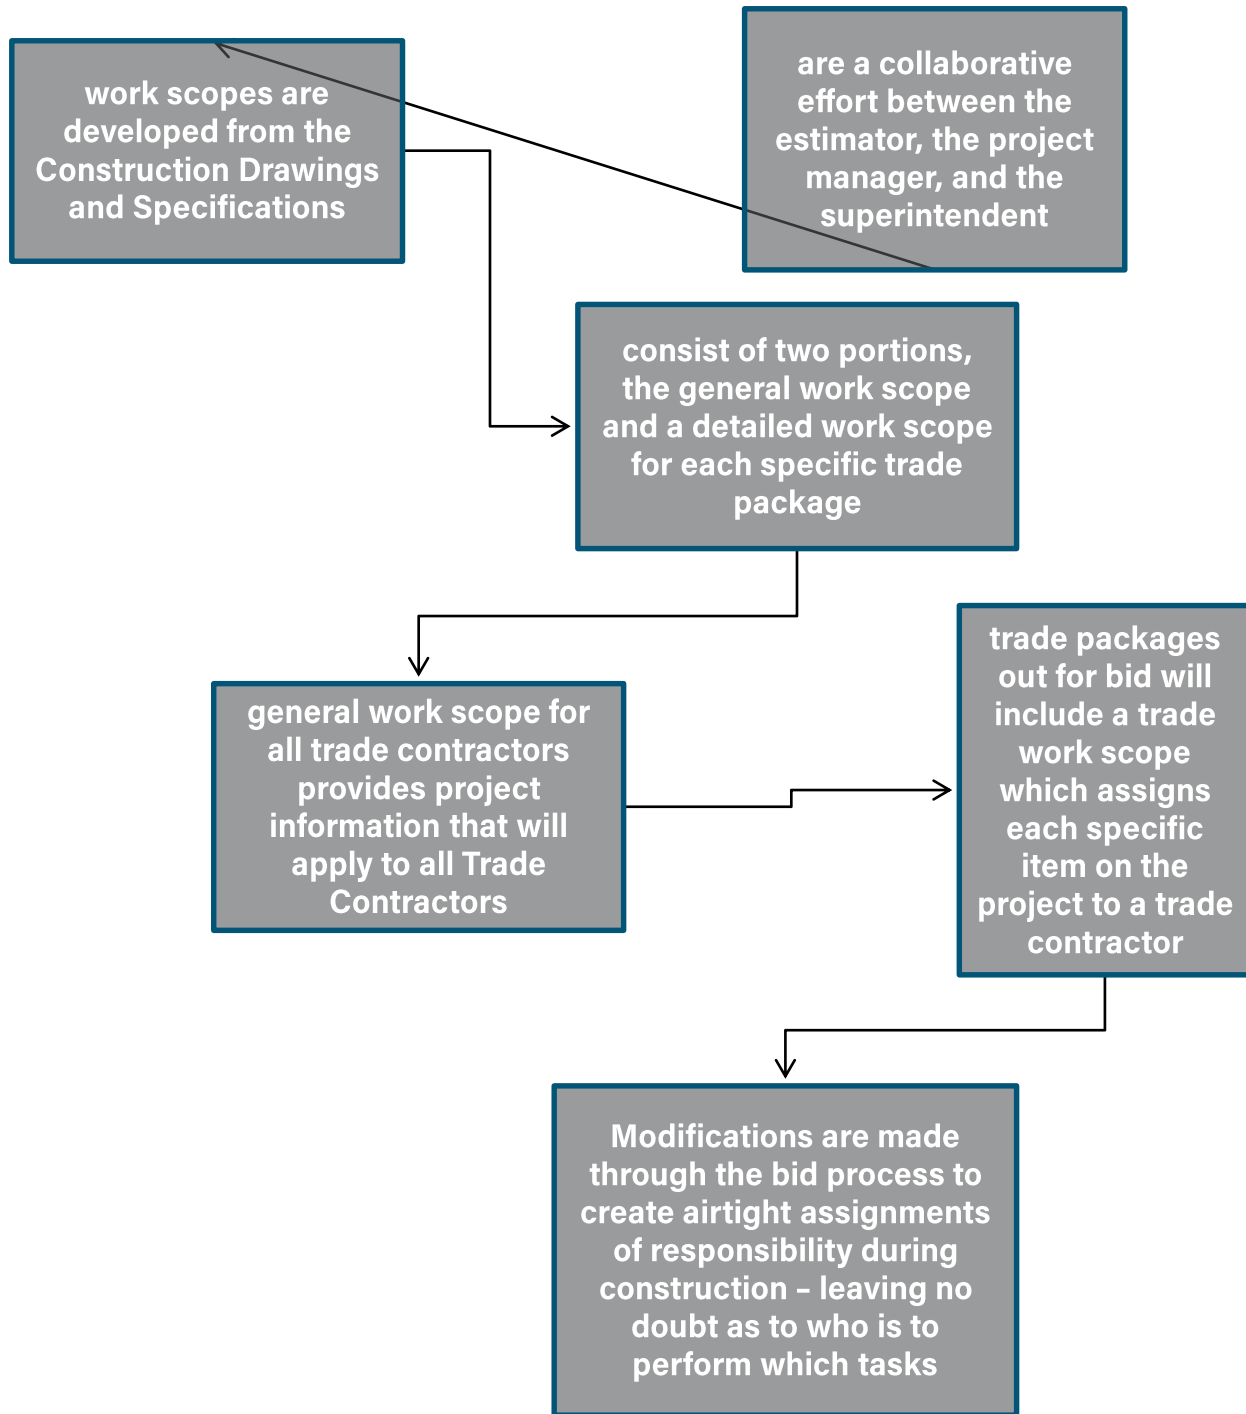 work scopes are
developed from the
Construction Drawings
and Specifications
are a collaborative
effort between the
estimator, the project
manager, and the
superintendent
consist of two portions,
the general work scope
and a detailed work scope
for each specific trade
package
general work scope for
all trade contractors
provides project
information that will
apply to all Trade
Contractors
trade packages
out for bid will
include a trade
work scope
which assigns
each specific
item on the
project to a trade
contractor
Modifications are made
through the bid process to
create airtight assignments
of responsibility during
construction – leaving no
doubt as to who is to
perform which tasks